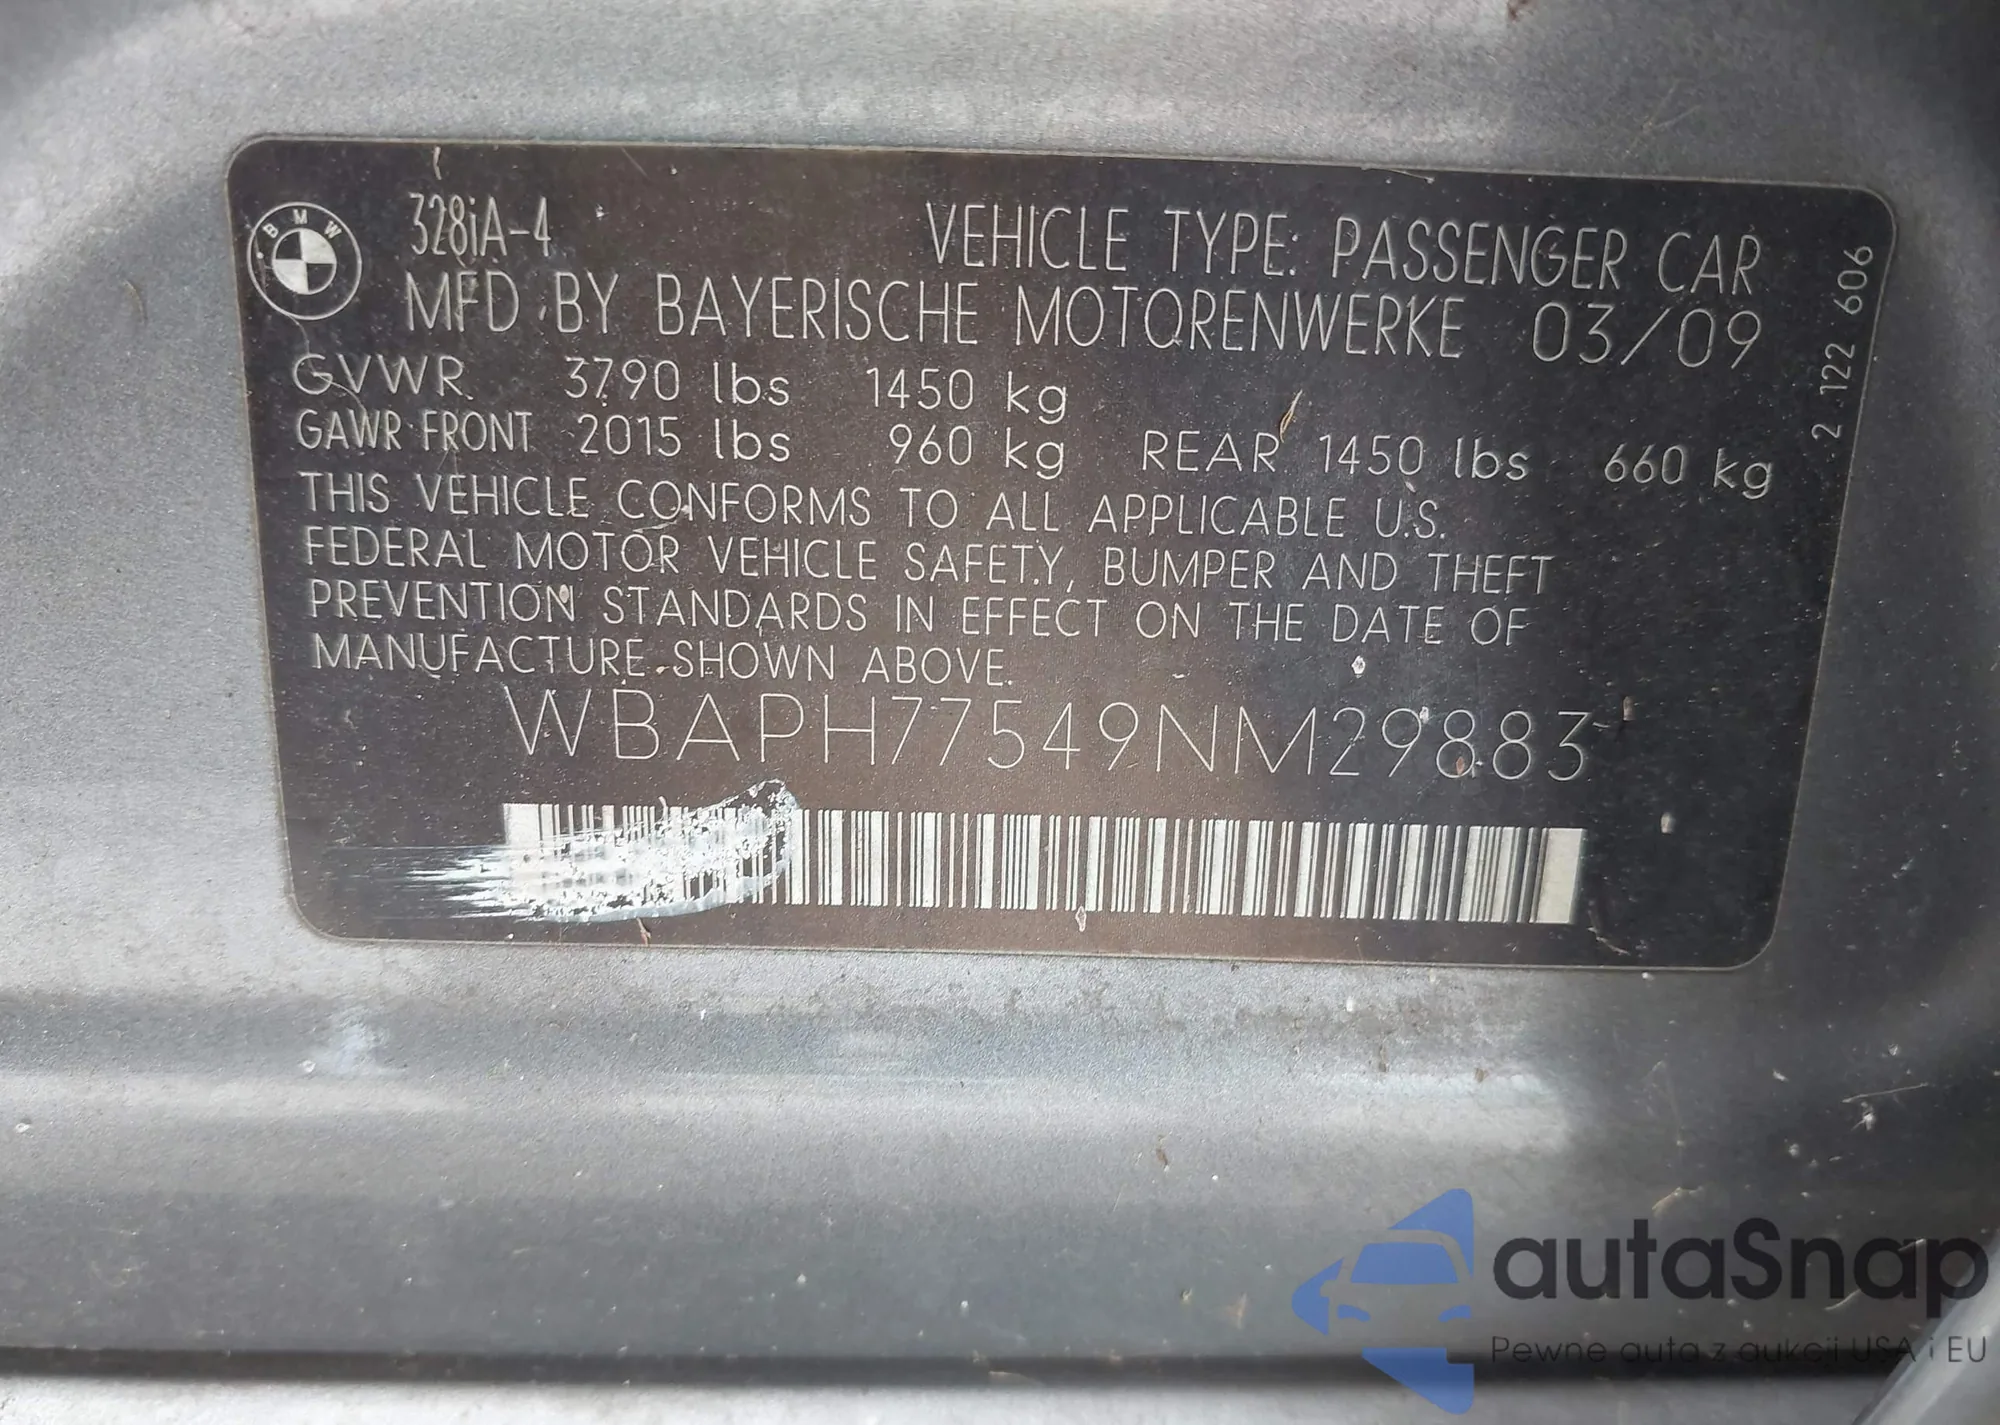 BMW
328iA-4
VEHICLE TYPE: PASSENGER CAR
MFD BY BAYERISCHE MOTORENWERKE 03/09
GVWR 3790 lbs 1450 kg
GAWR FRONT 2015 lbs 960 kg REAR 1450 lbs 660 kg
THIS VEHICLE CONFORMS TO ALL APPLICABLE U.S.
FEDERAL MOTOR VEHICLE SAFETY, BUMPER AND THEFT
PREVENTION STANDARDS IN EFFECT ON THE DATE OF
MANUFACTURE SHOWN ABOVE.
WBAPH77549NM29883
2 122 606
autaSnap
Pewne auta z aukcji USA i EU